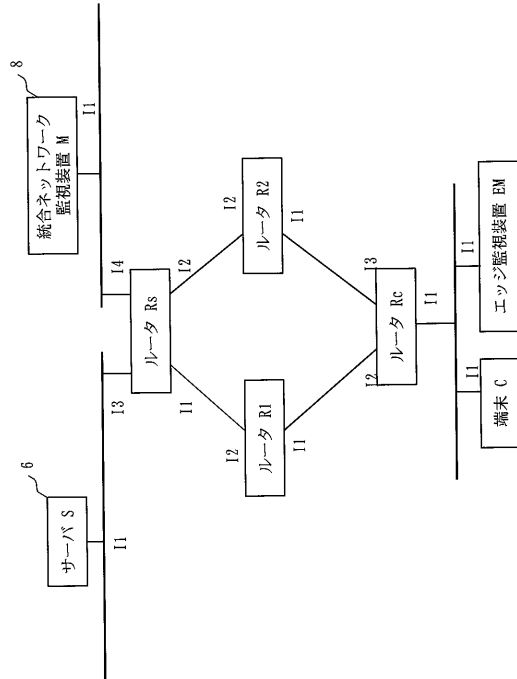 6
サーバ S
I1
8
統合ネットワーク
監視装置 M
I1
I3
I4
ルータ Rs
I1
I2
I2
ルータ R1
I1
I2
ルータ R2
I1
I2
I3
ルータ Rc
I1
I1
端末 C
I1
エッジ監視装置 EM